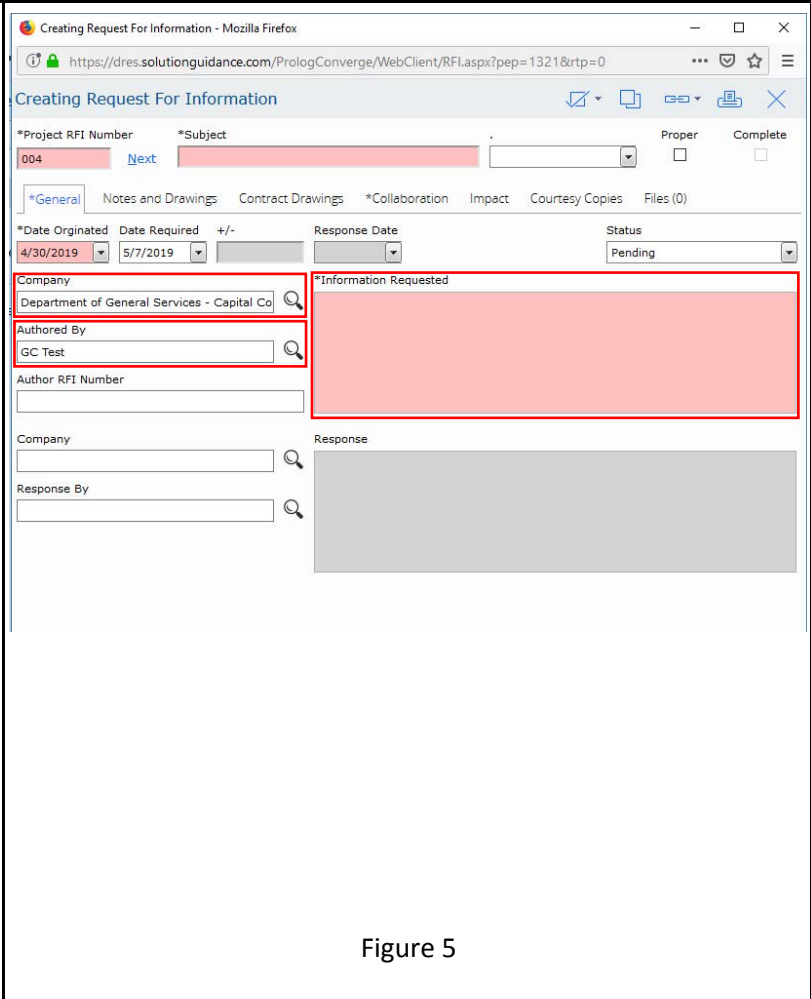 Creating Request For Information - Mozilla Firefox
https://dres.solutionguidance.com/PrologConverge/WebClient/RFI.aspx?pep=1321&rtp=0
Creating Request For Information
*Project RFI Number *Subject . Proper Complete
004 Next
*General Notes and Drawings Contract Drawings *Collaboration Impact Courtesy Copies Files (0)
*Date Orginated Date Required +/- Response Date Status
4/30/2019 5/7/2019 Pending
Company *Information Requested
Department of General Services - Capital Co
Authored By
GC Test
Author RFI Number
Company Response
Response By
Figure 5